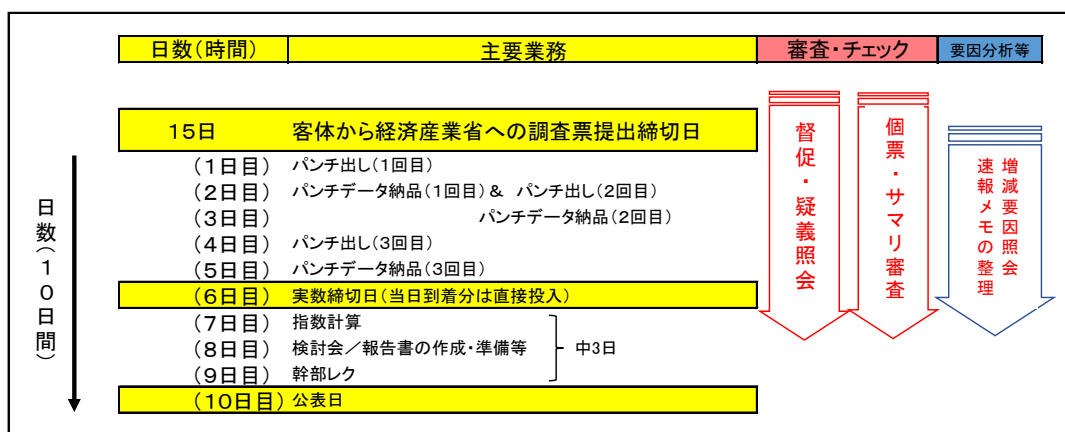 日数(時間) 主要業務 審査・チェック 要因分析等
15日 客体から経済産業省への調査票提出締切日
(1日目) パンチ出し(1回目)
(2日目) パンチデータ納品(1回目) & パンチ出し(2回目)
(3日目) パンチデータ納品(2回目)
(4日目) パンチ出し(3回目)
(5日目) パンチデータ納品(3回目)
(6日目) 実数締切日(当日到着分は直接投入)
(7日目) 指数計算
(8日目) 検討会/報告書の作成・準備等 中3日
(9日目) 幹部レク
(10日目) 公表日
日数(10日間)
督促・疑義照会
個票・サマリ審査
増減要因照会
速報メモの整理